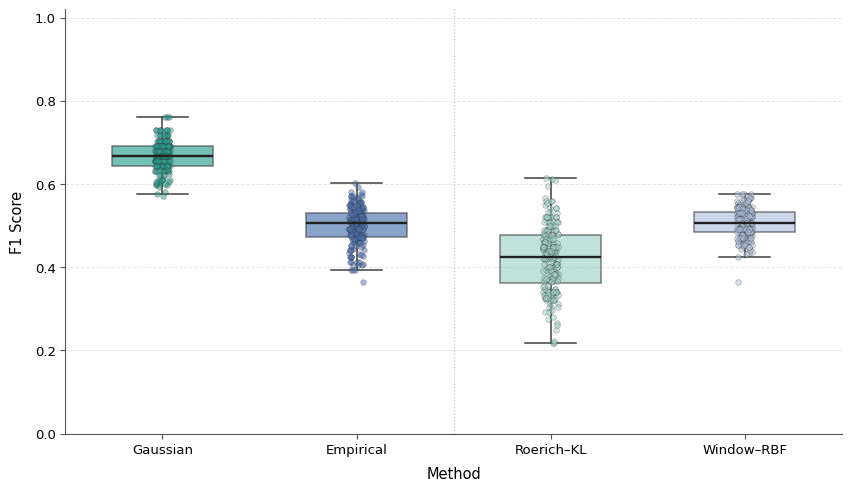 1.0
0.8
0.6
0.4
0.2
0.0
F1 Score
Gaussian
Empirical
Roerich–KL
Window–RBF
Method